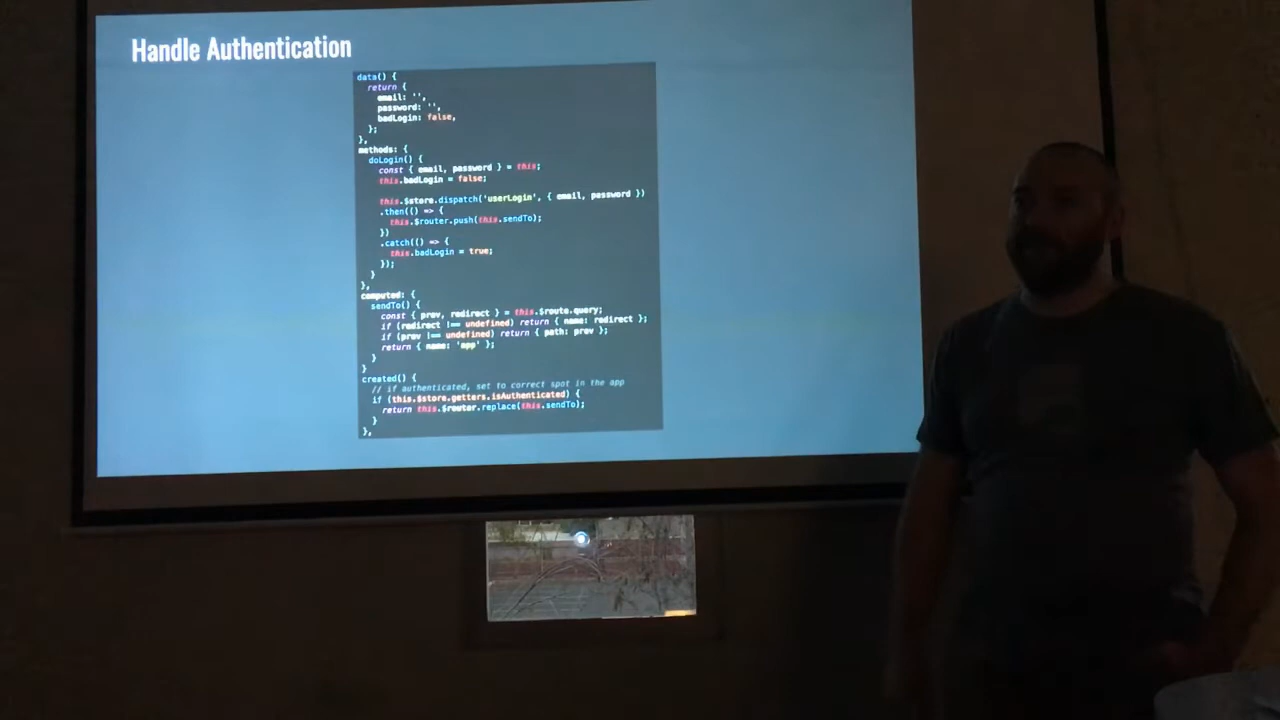 Handle Authentication
data() {
return {
email: '',
password: '',
badLogin: false,
};
},
methods: {
doLogin() {
const { email, password } = this;
this.badLogin = false;
this.$store.dispatch('userLogin', { email, password })
.then(() => {
this.$router.push(this.sendTo);
})
.catch(() => {
this.badLogin = true;
});
}
},
computed: {
sendTo() {
const { prev, redirect } = this.$route.query;
if (redirect !== undefined) return { name: redirect };
if (prev !== undefined) return { path: prev };
return { name: 'app' };
}
}
created() {
// if authenticated, set to correct spot in the app
if (this.$store.getters.isAuthenticated) {
return this.$router.replace(this.sendTo);
}
},